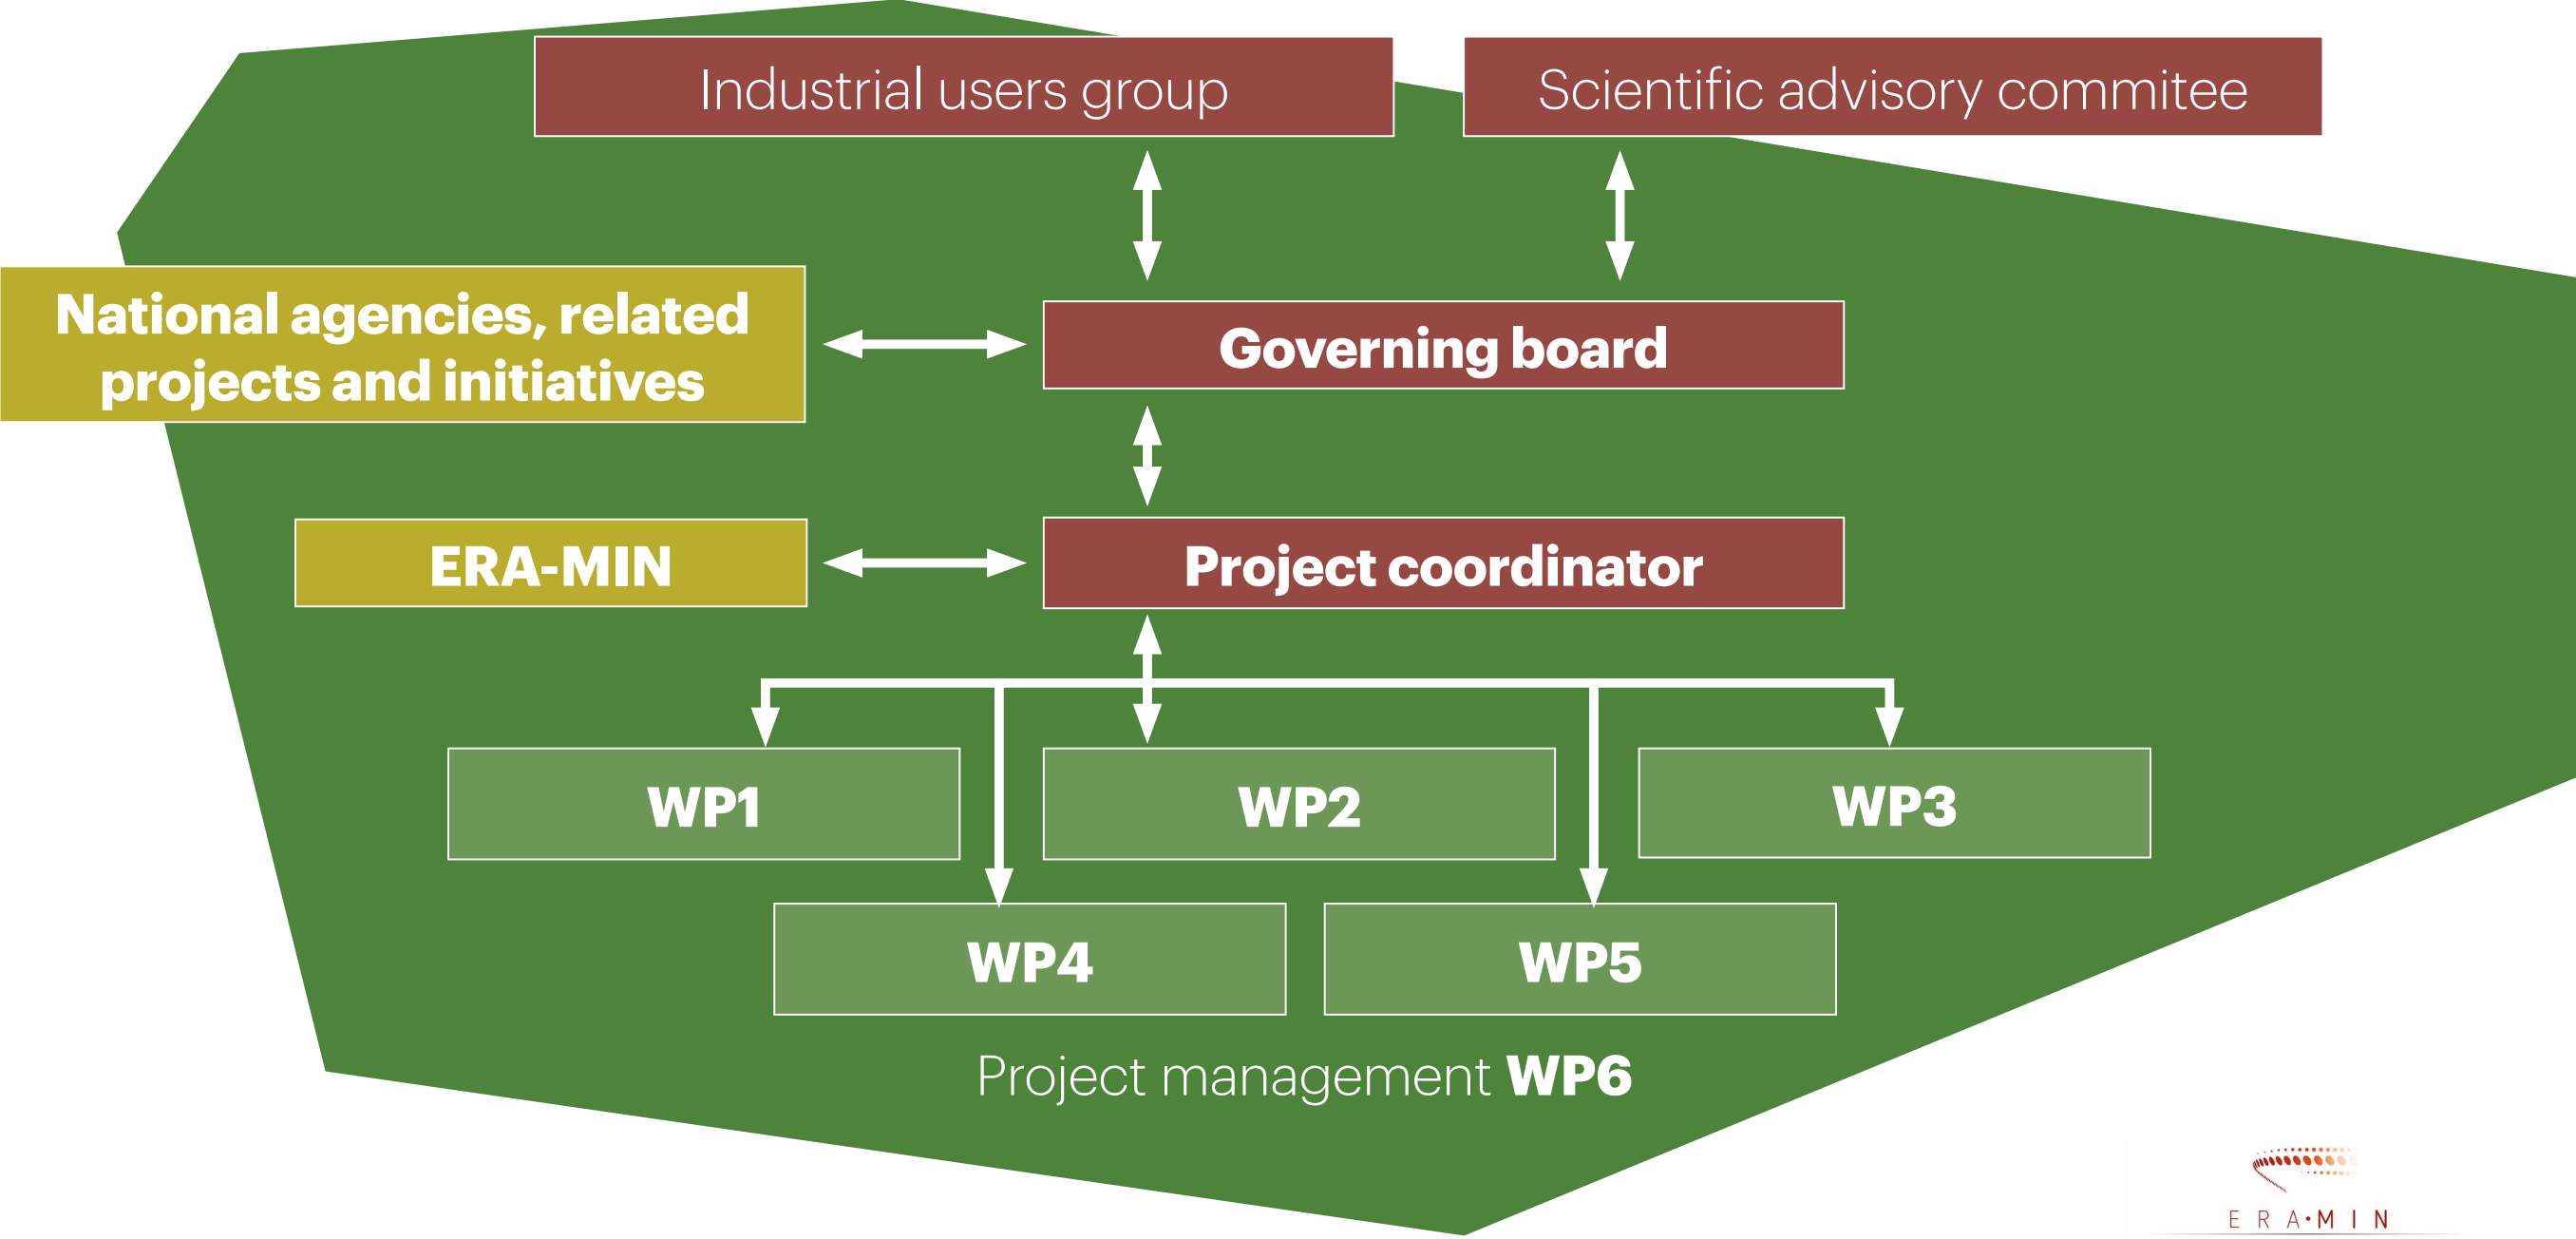 Industrial users group
Scientific advisory commitee
National agencies, related
projects and initiatives
Governing board
ERA-MIN
Project coordinator
WP1
WP2
WP3
WP4
WP5
Project management WP6
ERA•MIN